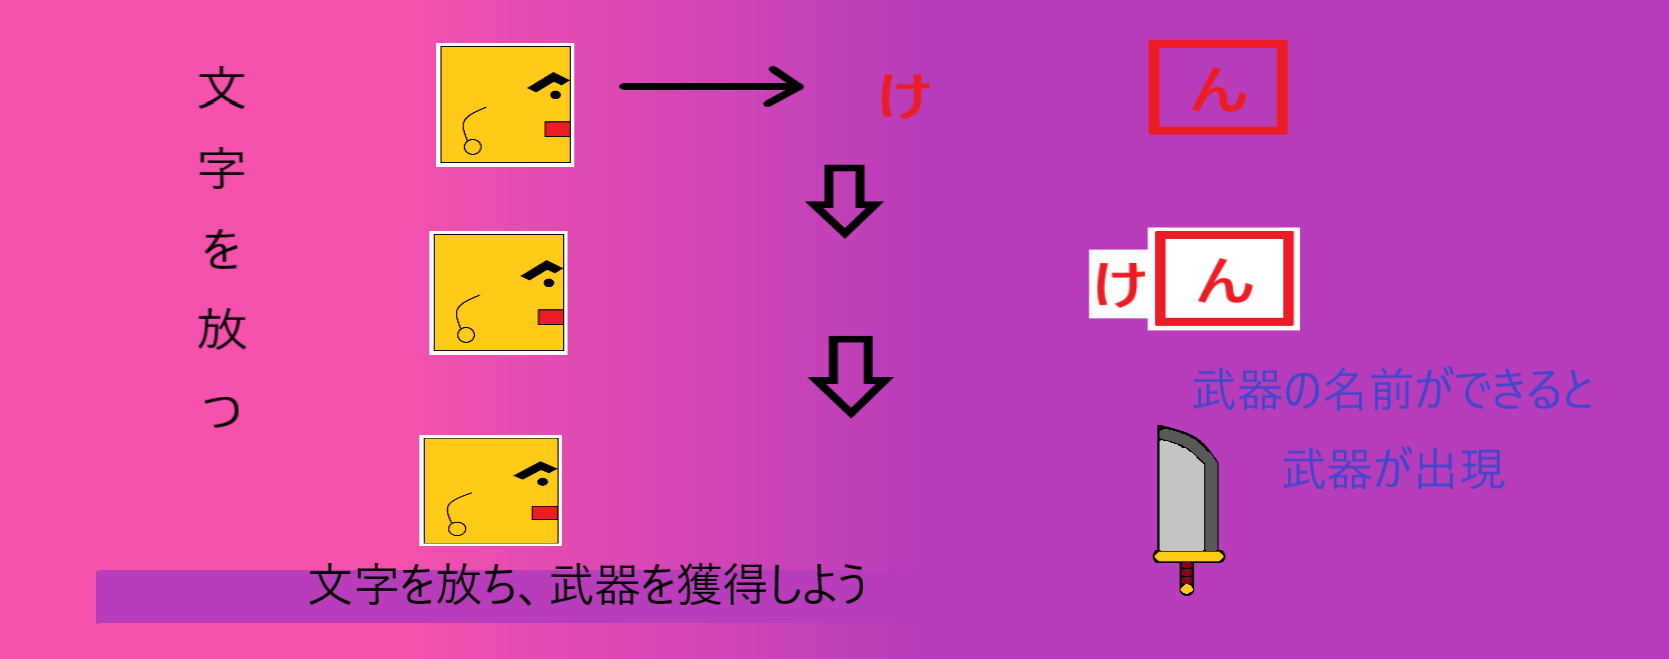 文字を放つ
け
ん
けん
武器の名前ができると
武器が出現
文字を放ち、武器を獲得しよう